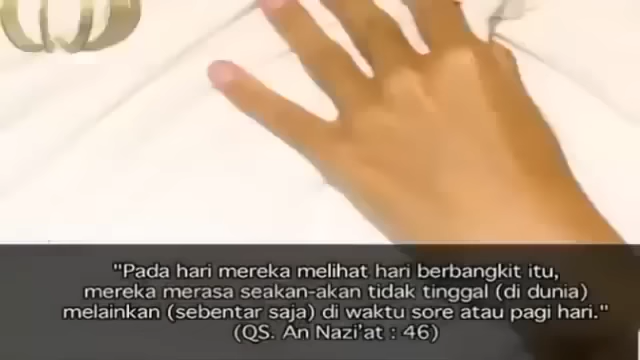 "Pada hari mereka melihat hari berbangkit itu,
mereka merasa seakan-akan tidak tinggal (di dunia)
melainkan (sebentar saja) di waktu sore atau pagi hari."
(QS. An Nazi'at : 46)